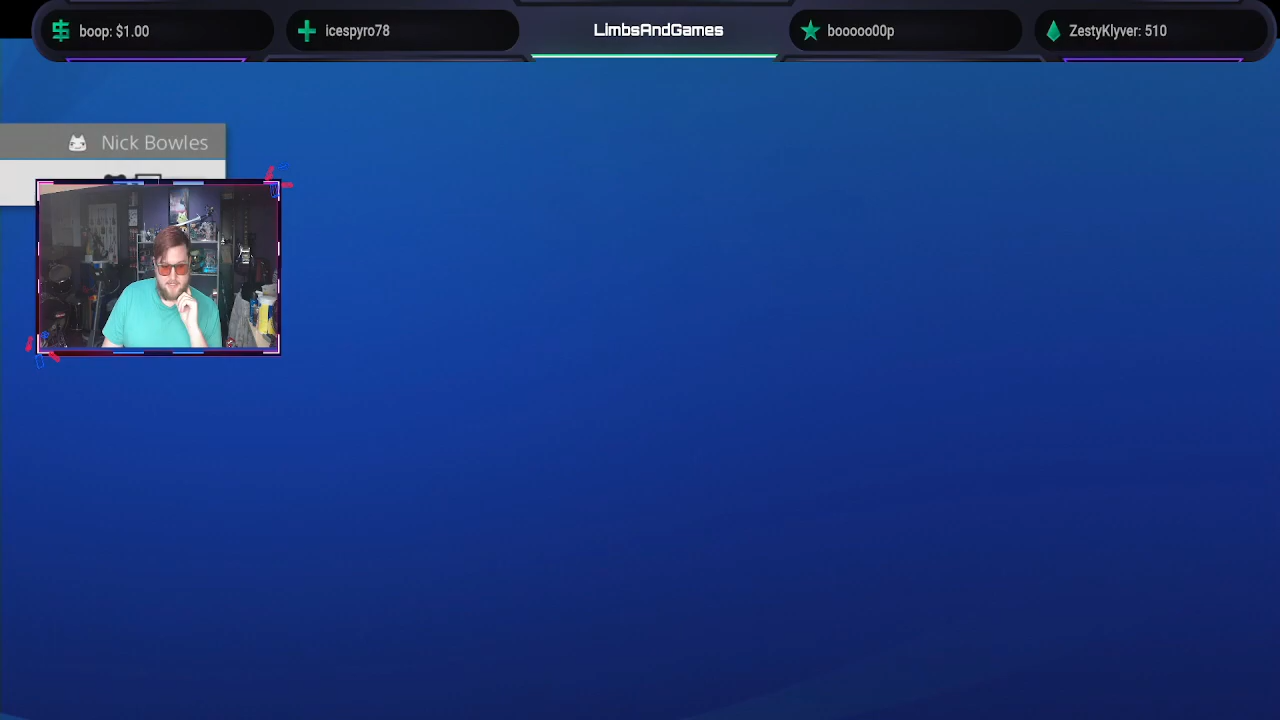 boop: $1.00
icespyro78
LimbsAndGames
booooo00p
ZestyKlyver: 510
Nick Bowles